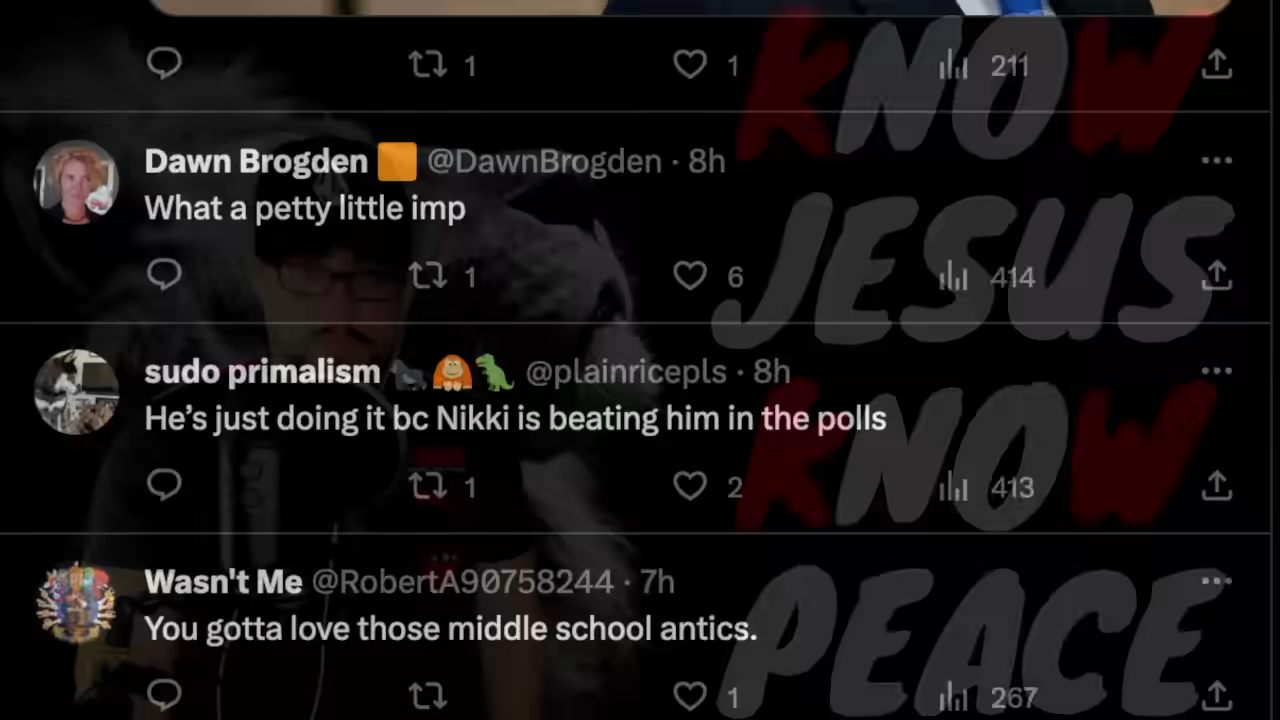 1 1 211
KNOW
Dawn Brogden 🟧 @DawnBrogden · 8h
What a petty little imp
1 6 414
JESUS
sudo primalism 🦍🦧🦖 @plainricepls · 8h
He’s just doing it bc Nikki is beating him in the polls
1 2 413
KNOW
Wasn't Me @RobertA90758244 · 7h
You gotta love those middle school antics.
1 267
PEACE